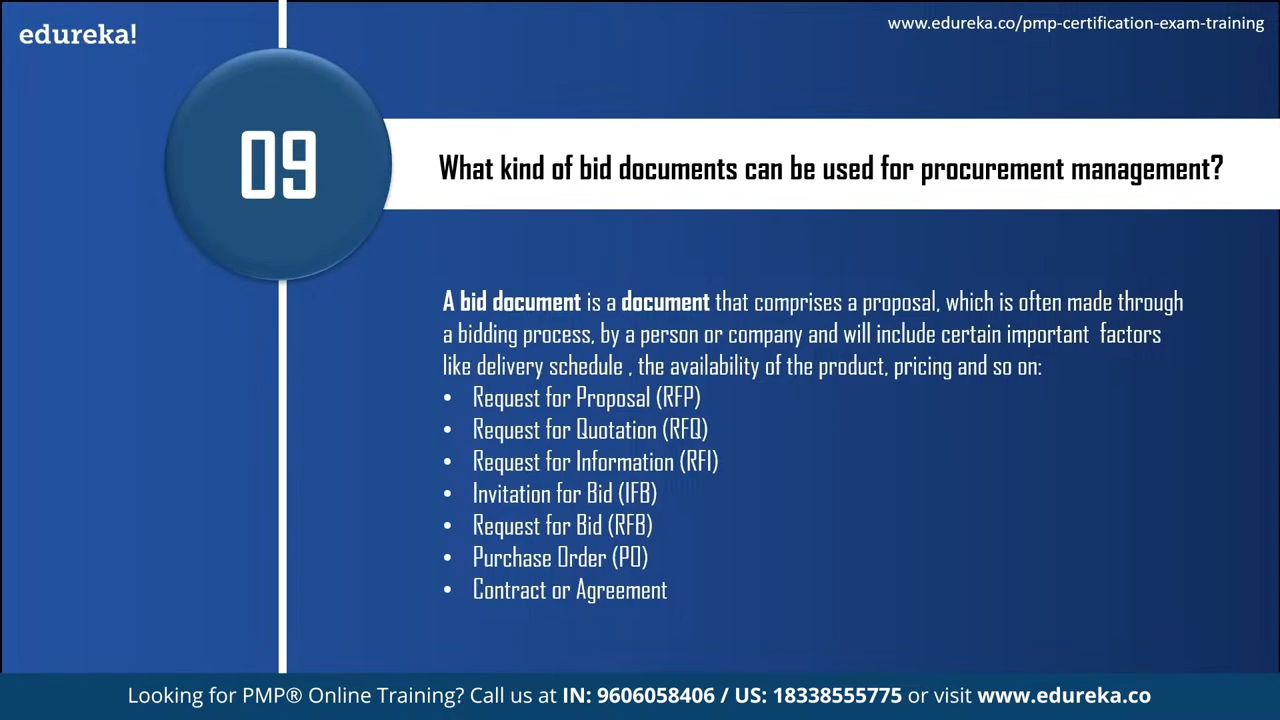 edureka!
www.edureka.co/pmp-certification-exam-training
09
What kind of bid documents can be used for procurement management?
A bid document is a document that comprises a proposal, which is often made through
a bidding process, by a person or company and will include certain important factors
like delivery schedule , the availability of the product, pricing and so on:
• Request for Proposal (RFP)
• Request for Quotation (RFQ)
• Request for Information (RFI)
• Invitation for Bid (IFB)
• Request for Bid (RFB)
• Purchase Order (PO)
• Contract or Agreement
Looking for PMP® Online Training? Call us at IN: 9606058406 / US: 18338555775 or visit www.edureka.co